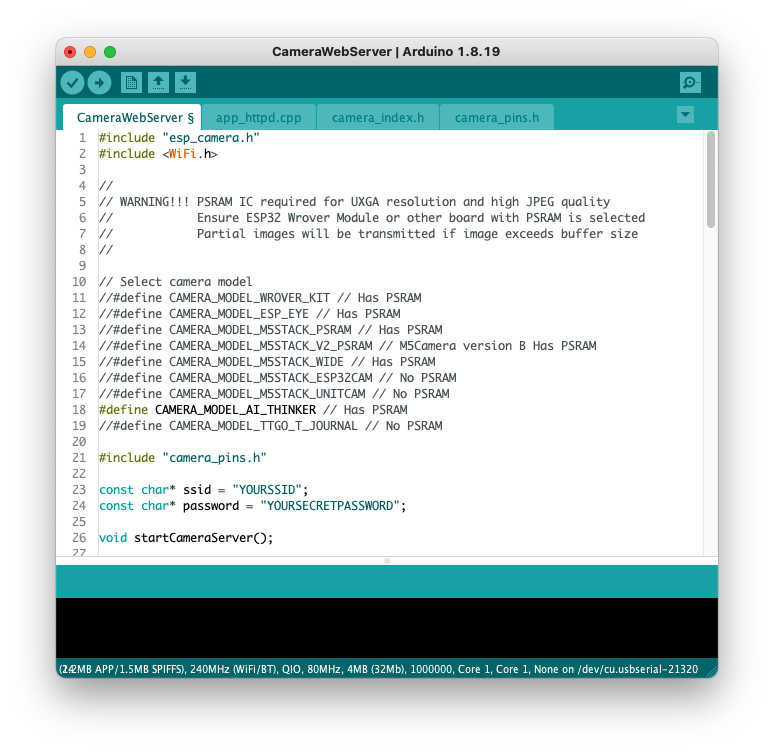 CameraWebServer | Arduino 1.8.19
CameraWebServer § app_httpd.cpp camera_index.h camera_pins.h
1 #include "esp_camera.h"
2 #include <WiFi.h>
3
4 //
5 // WARNING!!! PSRAM IC required for UXGA resolution and high JPEG quality
6 //            Ensure ESP32 Wrover Module or other board with PSRAM is selected
7 //            Partial images will be transmitted if image exceeds buffer size
8 //
9
10 // Select camera model
11 //#define CAMERA_MODEL_WROVER_KIT // Has PSRAM
12 //#define CAMERA_MODEL_ESP_EYE // Has PSRAM
13 //#define CAMERA_MODEL_M5STACK_PSRAM // Has PSRAM
14 //#define CAMERA_MODEL_M5STACK_V2_PSRAM // M5Camera version B Has PSRAM
15 //#define CAMERA_MODEL_M5STACK_WIDE // Has PSRAM
16 //#define CAMERA_MODEL_M5STACK_ESP32CAM // No PSRAM
17 //#define CAMERA_MODEL_M5STACK_UNITCAM // No PSRAM
18 #define CAMERA_MODEL_AI_THINKER // Has PSRAM
19 //#define CAMERA_MODEL_TTGO_T_JOURNAL // No PSRAM
20
21 #include "camera_pins.h"
22
23 const char* ssid = "YOURSSID";
24 const char* password = "YOURSECRETPASSWORD";
25
26 void startCameraServer();
27
APP/1.5MB SPIFFS), 240MHz (WiFi/BT), QIO, 80MHz, 4MB (32Mb), 1000000, Core 1, Core 1, None on /dev/cu.usbserial-21320